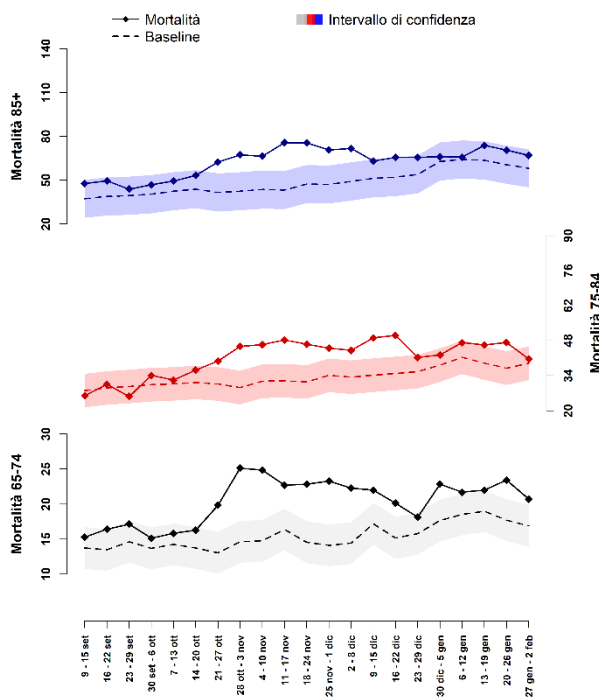 Mortalità
Baseline
Intervallo di confidenza
Mortalità 85+
140
110
80
50
20
Mortalità 75-84
90
76
62
48
34
20
Mortalità 65-74
30
25
20
15
10
9 - 15 set
16 - 22 set
23 - 29 set
30 set - 6 ott
7 - 13 ott
14 - 20 ott
21 - 27 ott
28 ott - 3 nov
4 - 10 nov
11 - 17 nov
18 - 24 nov
25 nov - 1 dic
2 - 8 dic
9 - 15 dic
16 - 22 dic
23 - 29 dic
30 dic - 5 gen
6 - 12 gen
13 - 19 gen
20 - 26 gen
27 gen - 2 feb